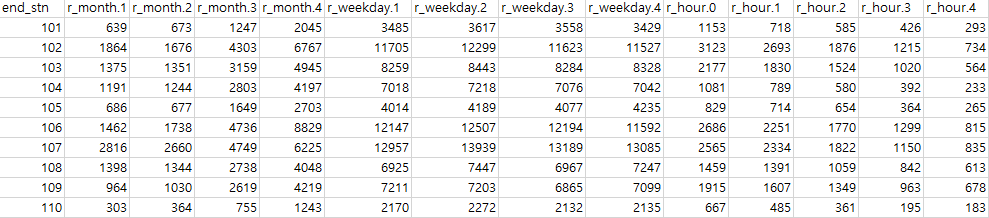 end_stn r_month.1 r_month.2 r_month.3 r_month.4 r_weekday.1 r_weekday.2 r_weekday.3 r_weekday.4 r_hour.0 r_hour.1 r_hour.2 r_hour.3 r_hour.4
101 639 673 1247 2045 3485 3617 3558 3429 1153 718 585 426 293
102 1864 1676 4303 6767 11705 12299 11623 11527 3123 2693 1876 1215 734
103 1375 1351 3159 4945 8259 8443 8284 8328 2177 1830 1524 1020 564
104 1191 1244 2803 4197 7018 7218 7076 7042 1081 789 580 392 233
105 686 677 1649 2703 4014 4189 4077 4235 829 714 654 364 265
106 1462 1738 4736 8829 12147 12507 12194 11592 2686 2251 1770 1299 815
107 2816 2660 4749 6225 12957 13939 13189 13085 2565 2334 1822 1150 835
108 1398 1344 2738 4048 6925 7447 6967 7247 1459 1391 1059 842 613
109 964 1030 2619 4219 7211 7203 6865 7099 1915 1607 1349 963 678
110 303 364 755 1243 2170 2272 2132 2135 667 485 361 195 183